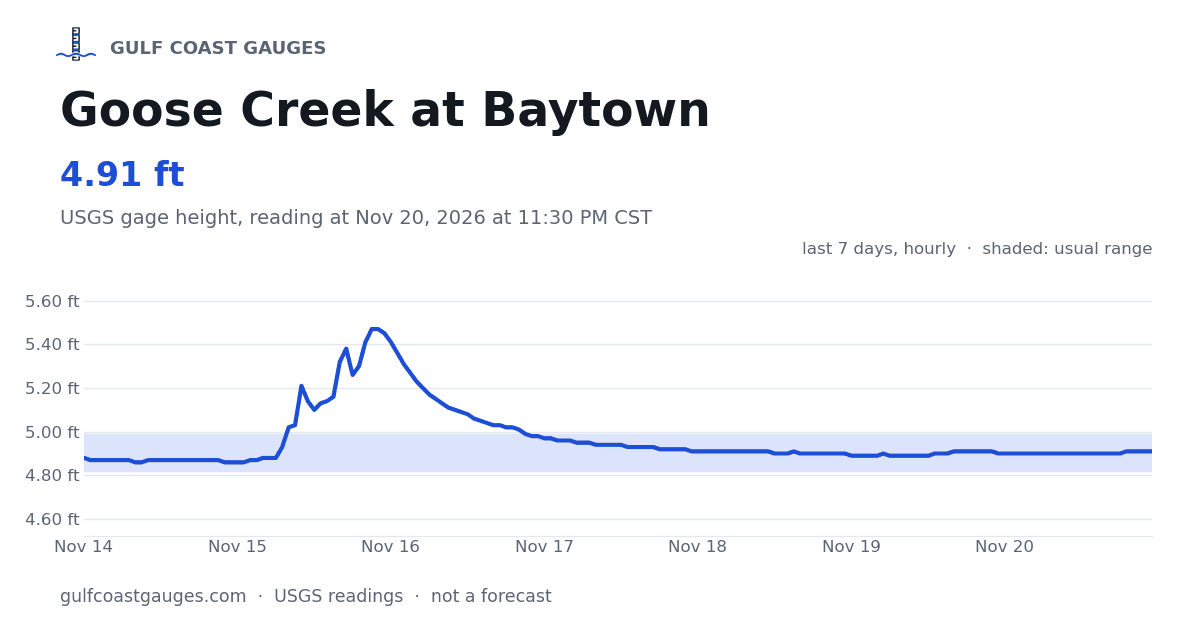 GULF COAST GAUGES
Goose Creek at Baytown
4.91 ft
USGS gage height, reading at Nov 20, 2026 at 11:30 PM CST
last 7 days, hourly · shaded: usual range
5.60 ft
5.40 ft
5.20 ft
5.00 ft
4.80 ft
4.60 ft
Nov 14 Nov 15 Nov 16 Nov 17 Nov 18 Nov 19 Nov 20
gulfcoastgauges.com · USGS readings · not a forecast